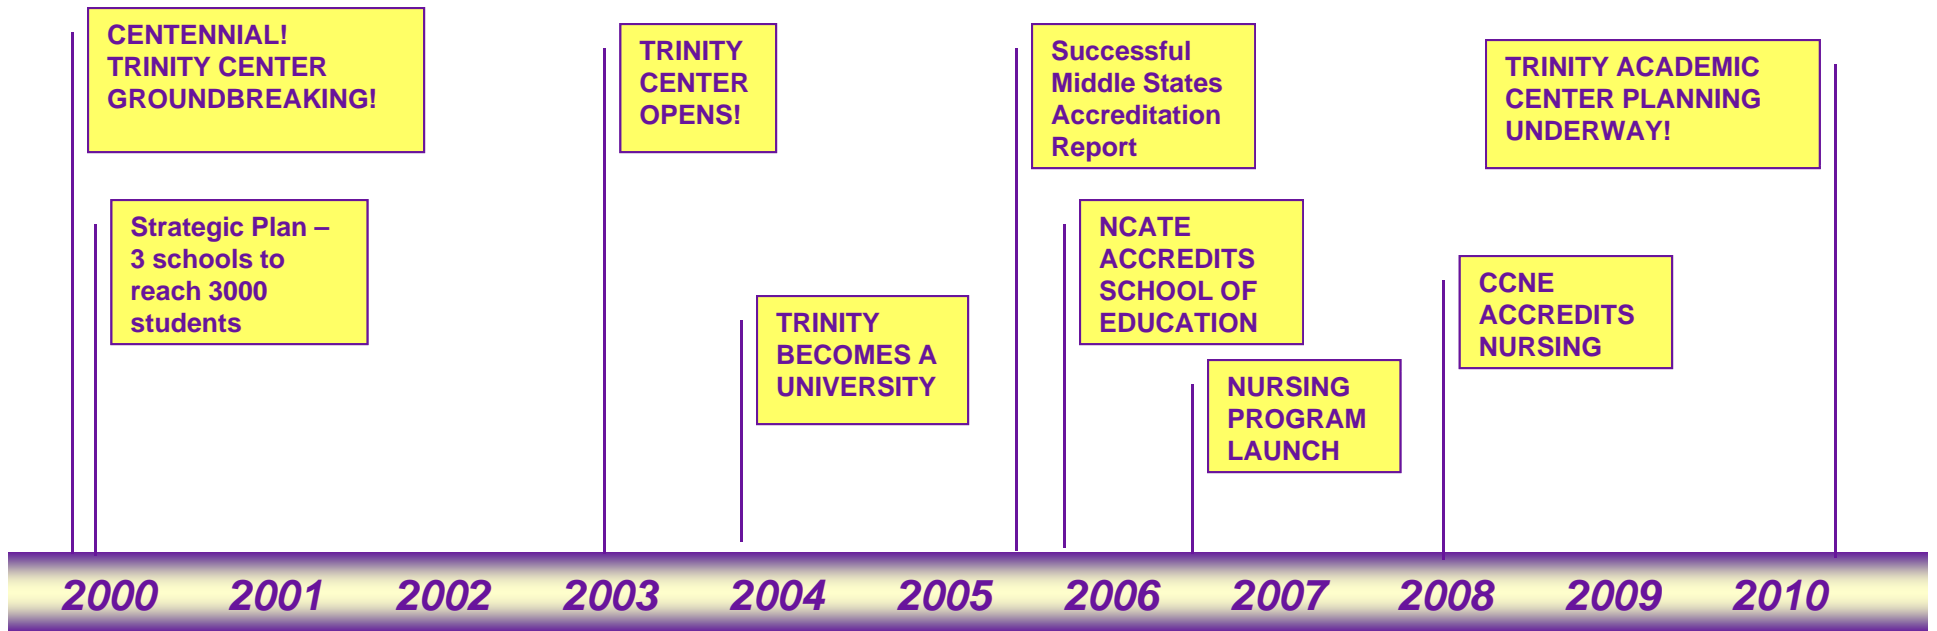 CENTENNIAL!
TRINITY CENTER
GROUNDBREAKING!
Strategic Plan –
3 schools to
reach 3000
students
TRINITY
CENTER
OPENS!
TRINITY
BECOMES A
UNIVERSITY
Successful
Middle States
Accreditation
Report
NCATE
ACCREDITS
SCHOOL OF
EDUCATION
NURSING
PROGRAM
LAUNCH
CCNE
ACCREDITS
NURSING
TRINITY ACADEMIC
CENTER PLANNING
UNDERWAY!
2000 2001 2002 2003 2004 2005 2006 2007 2008 2009 2010